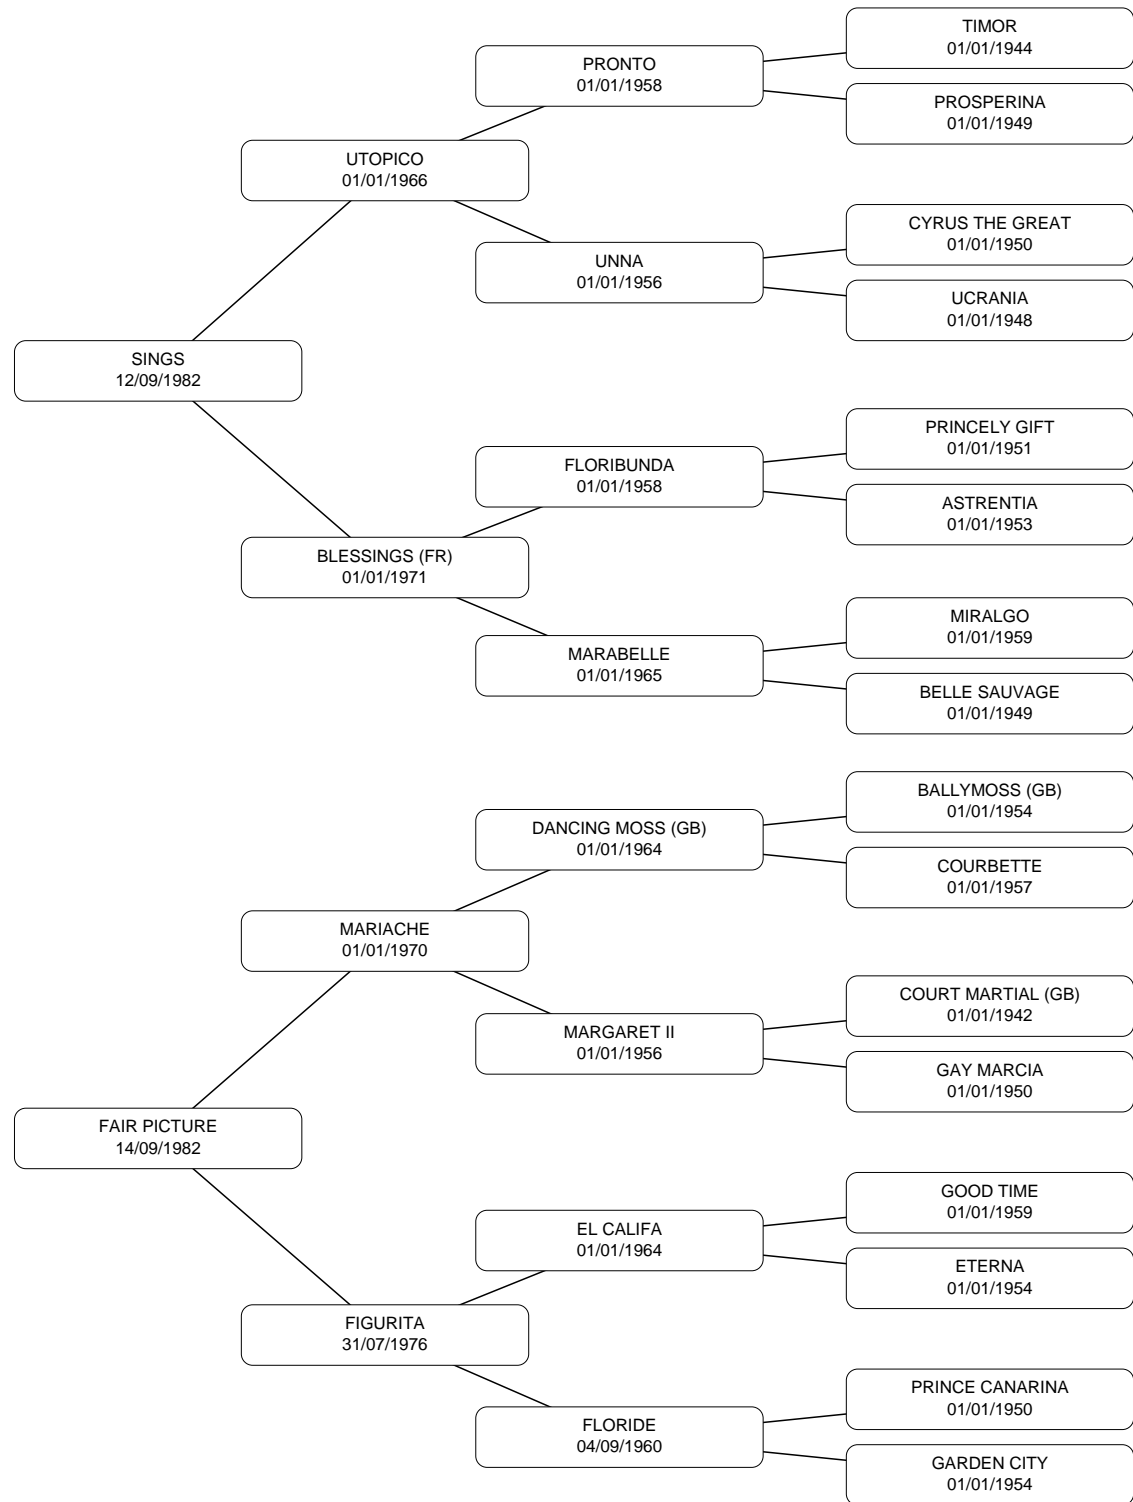 TIMOR
01/01/1944
PRONTO
01/01/1958
PROSPERINA
01/01/1949
UTOPICO
01/01/1966
CYRUS THE GREAT
01/01/1950
UNNA
01/01/1956
UCRANIA
01/01/1948
SINGS
12/09/1982
PRINCELY GIFT
01/01/1951
FLORIBUNDA
01/01/1958
ASTRENTIA
01/01/1953
BLESSINGS (FR)
01/01/1971
MIRALGO
01/01/1959
MARABELLE
01/01/1965
BELLE SAUVAGE
01/01/1949
BALLYMOSS (GB)
01/01/1954
DANCING MOSS (GB)
01/01/1964
COURBETTE
01/01/1957
MARIACHE
01/01/1970
COURT MARTIAL (GB)
01/01/1942
MARGARET II
01/01/1956
GAY MARCIA
01/01/1950
FAIR PICTURE
14/09/1982
GOOD TIME
01/01/1959
EL CALIFA
01/01/1964
ETERNA
01/01/1954
FIGURITA
31/07/1976
PRINCE CANARINA
01/01/1950
FLORIDE
04/09/1960
GARDEN CITY
01/01/1954